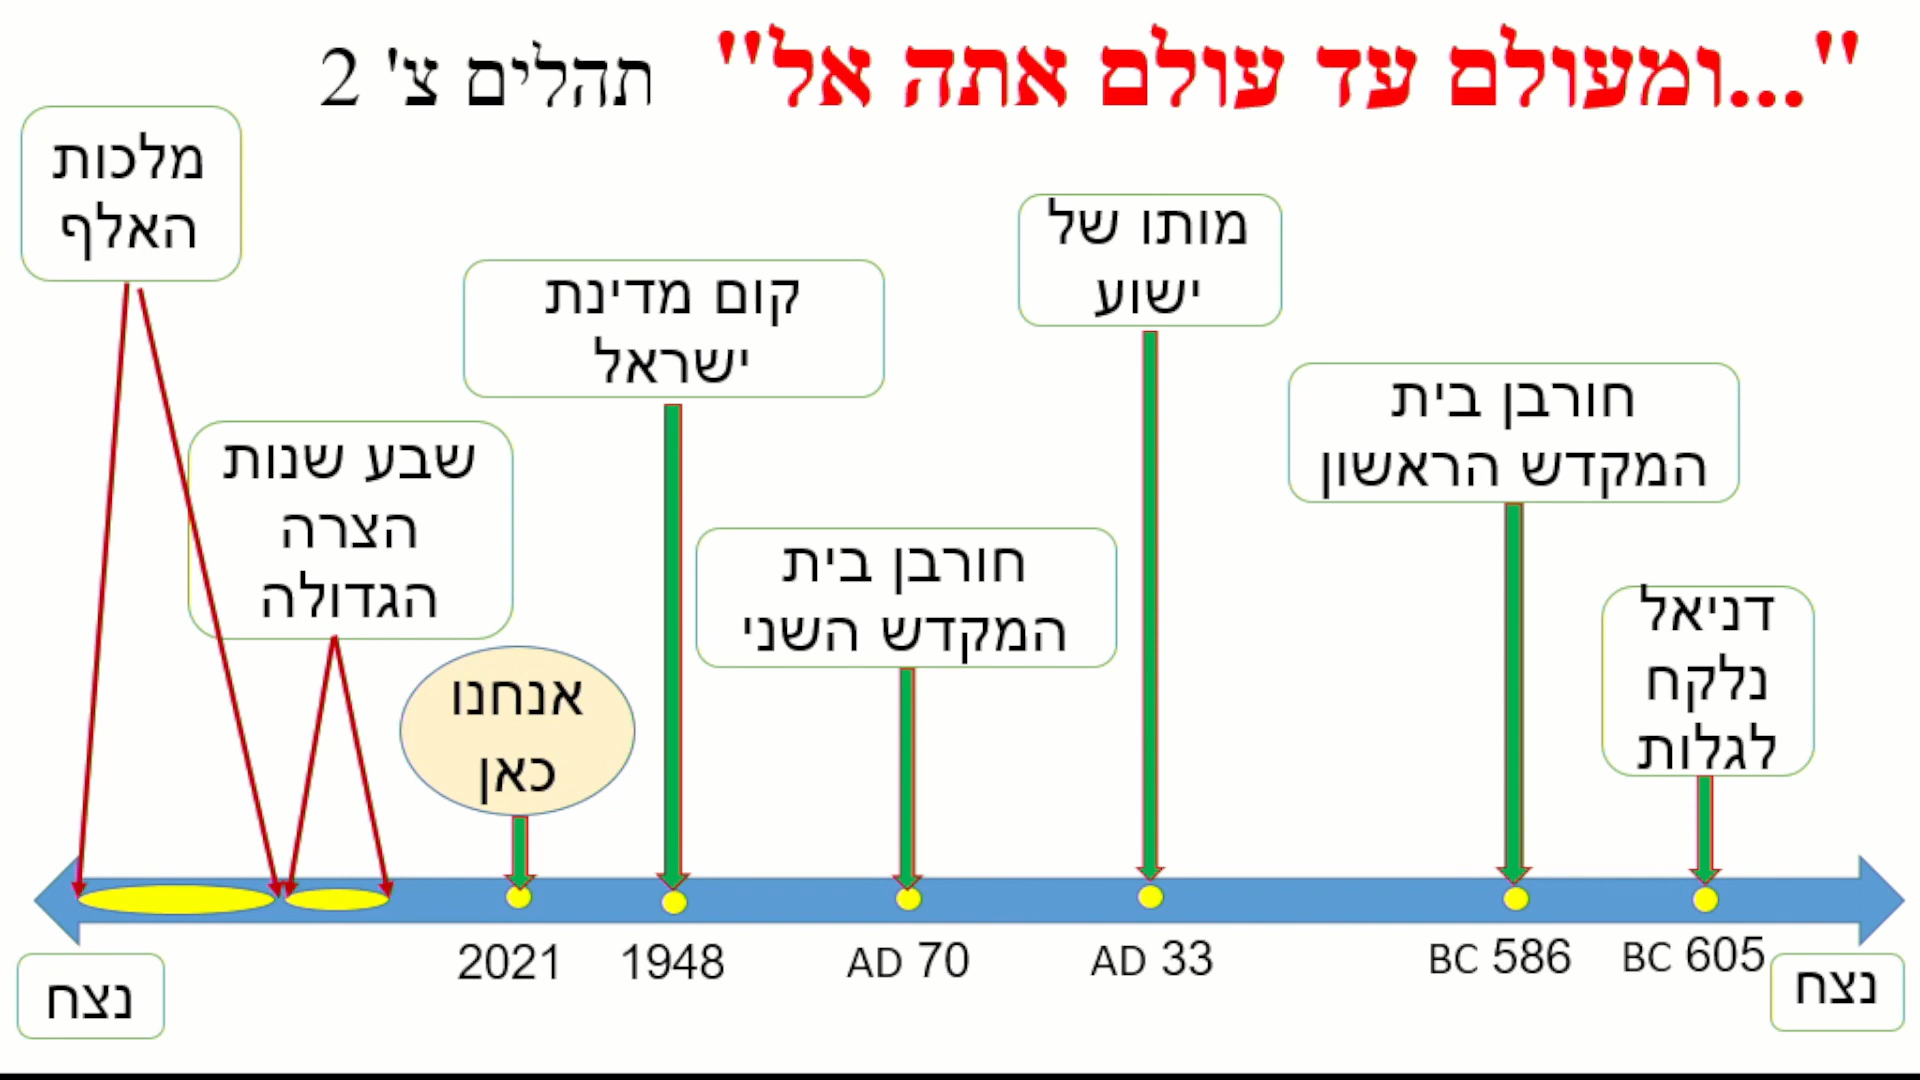 "...ומעולם עד עולם אתה אל" תהלים צ' 2
מלכות
האלף
מותו של
ישוע
קום מדינת
ישראל
חורבן בית
המקדש הראשון
שבע שנות
הצרה
הגדולה
חורבן בית
המקדש השני
דניאל
נלקח
לגלות
אנחנו
כאן
BC 605
BC 586
AD 33
AD 70
1948
2021
נצח
נצח